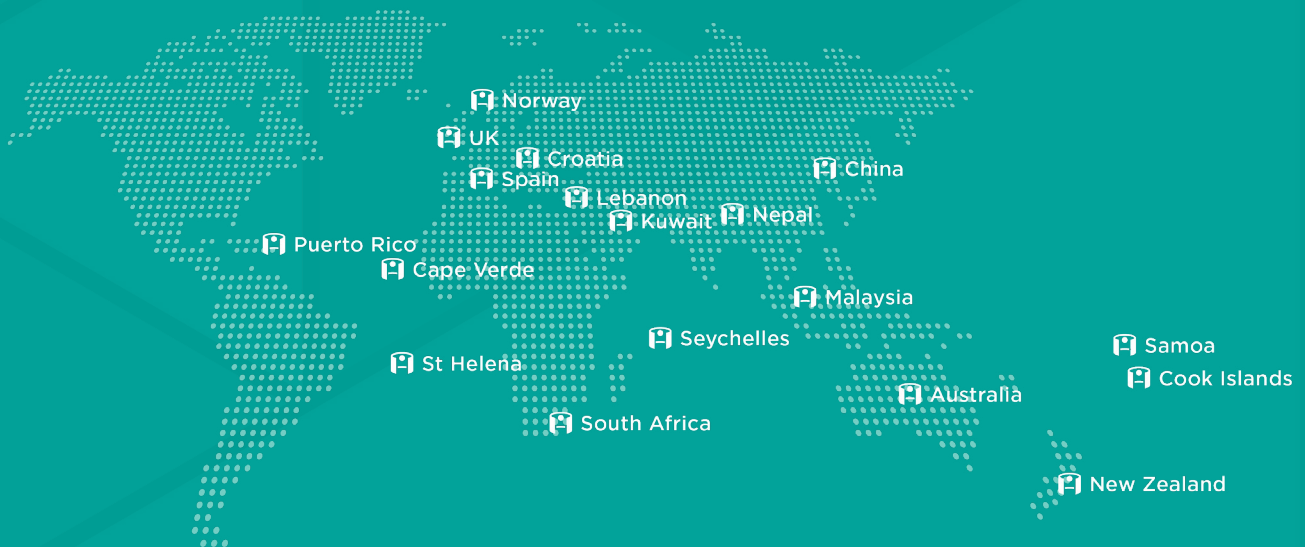 Norway
UK
Croatia
Spain
China
Lebanon
Kuwait
Nepal
Puerto Rico
Cape Verde
Malaysia
Seychelles
Samoa
St Helena
Cook Islands
Australia
South Africa
New Zealand